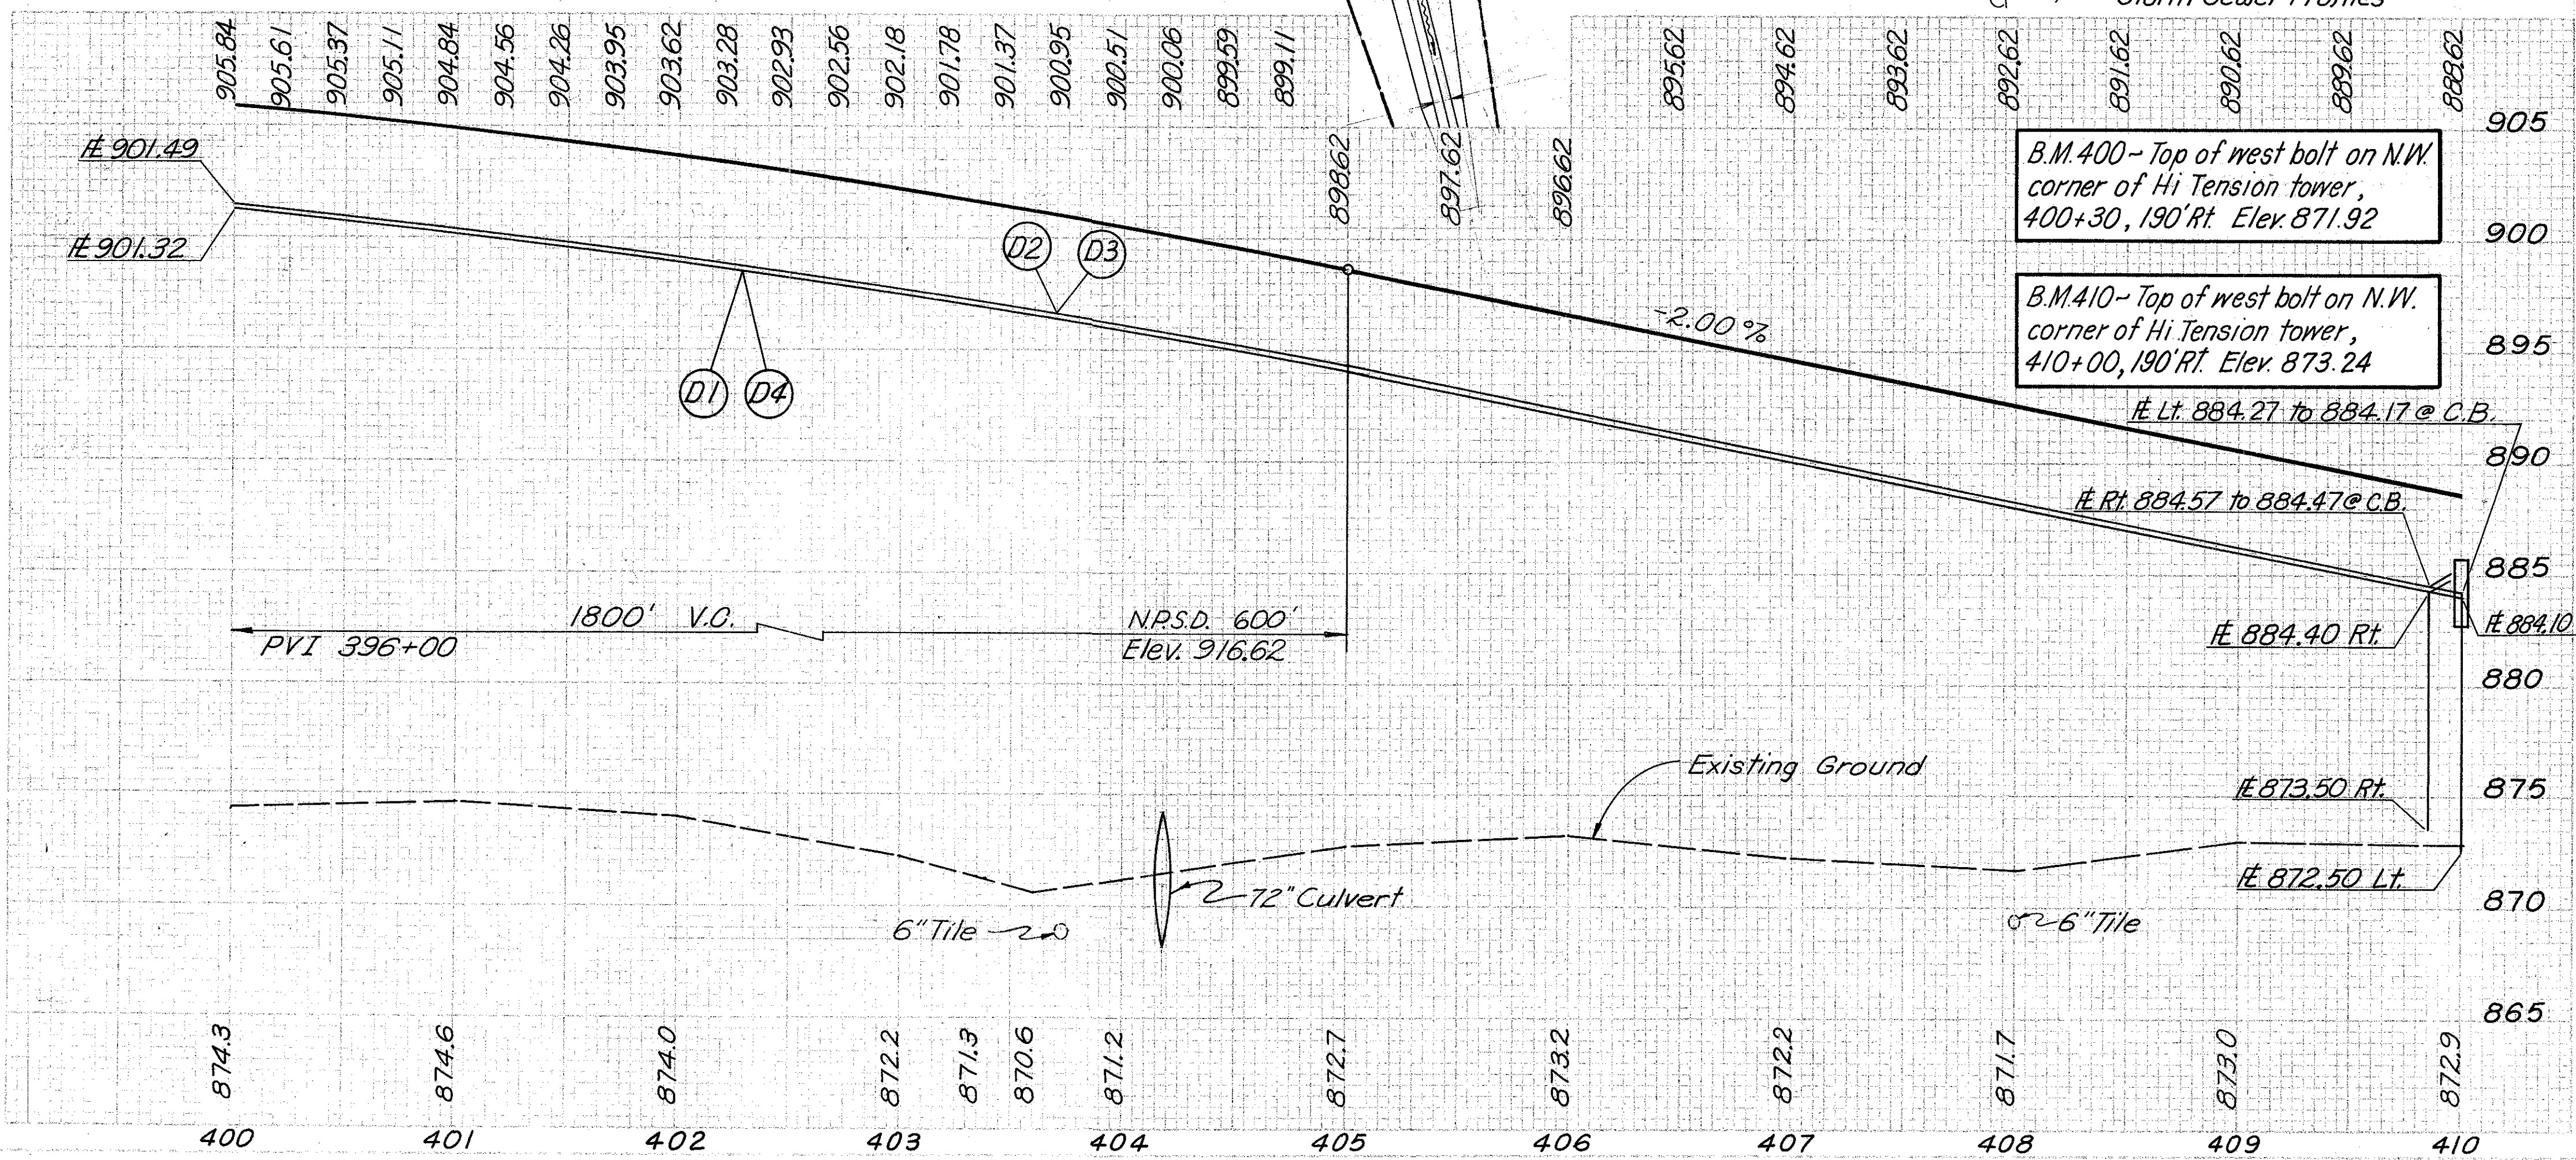 Storm Sewer Profiles
905.84 905.61 905.37 905.11 904.84 904.56 904.26 903.95 903.62 903.28 902.93 902.56 902.18 901.78 901.37 900.95 900.51 900.06 899.59 899.11
898.62 897.62 896.62
895.62 894.62 893.62 892.62 891.62 890.62 889.62 888.62
905
B.M. 400 ~ Top of west bolt on N.W.
corner of Hi Tension tower,
400+30, 190' Rt. Elev. 871.92
900
B.M. 410 ~ Top of west bolt on N.W.
corner of Hi Tension tower,
410+00, 190' Rt. Elev. 873.24
895
FE 901.49
FE 901.32
D2 D3
D1 D4
-2.00 %
FE Lt. 884.27 to 884.17 @ C.B.
890
FE Rt. 884.57 to 884.47 @ C.B.
885
FE 884.40 Rt.
FE 884.10
1800' V.C.
PVI 396+00
N.P.S.D. 600'
Elev. 916.62
880
Existing Ground
FE 873.50 Rt.
875
FE 872.50 Lt.
870
72" Culvert
6" Tile
6" Tile
865
874.3 874.6 874.0 872.2 871.3 870.6 871.2 872.7 873.2 872.2 871.7 873.0 872.9
400 401 402 403 404 405 406 407 408 409 410